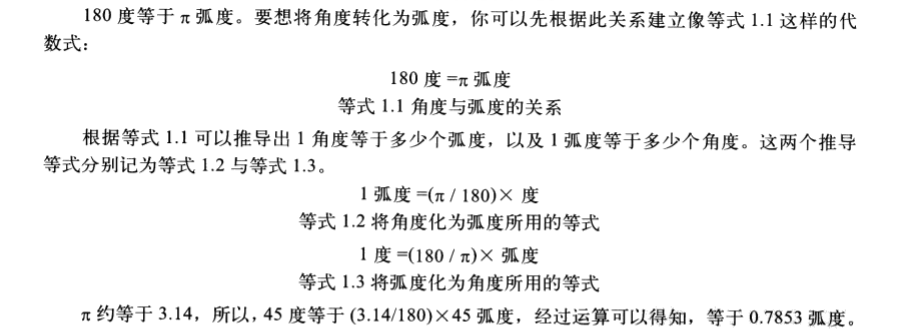 180 度等于 π 弧度。要想将角度转化为弧度，你可以先根据此关系建立像等式 1.1 这样的代
数式：
180 度 =π 弧度
等式 1.1 角度与弧度的关系
根据等式 1.1 可以推导出 1 角度等于多少个弧度，以及 1 弧度等于多少个角度。这两个推导
等式分别记为等式 1.2 与等式 1.3。
1 弧度 =(π / 180)× 度
等式 1.2 将角度化为弧度所用的等式
1 度 =(180 / π)× 弧度
等式 1.3 将弧度化为角度所用的等式
π 约等于 3.14，所以，45 度等于 (3.14/180)×45 弧度，经过运算可以得知，等于 0.7853 弧度。